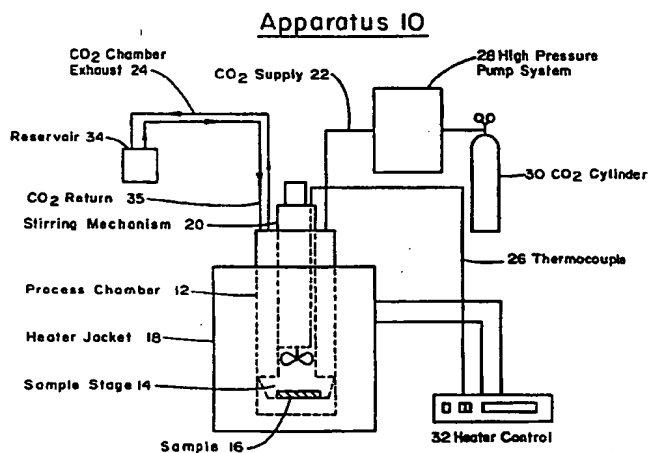 Apparatus 10
CO2 Chamber
Exhaust 24
CO2 Supply 22
28 High Pressure
Pump System
Reservair 34
30 CO2 Cylinder
CO2 Return 35
Stirring Mechanism 20
26 Thermocouple
Process Chamber 12
Heater Jacket 18
Sample Stage 14
Sample 16
32 Heater Control